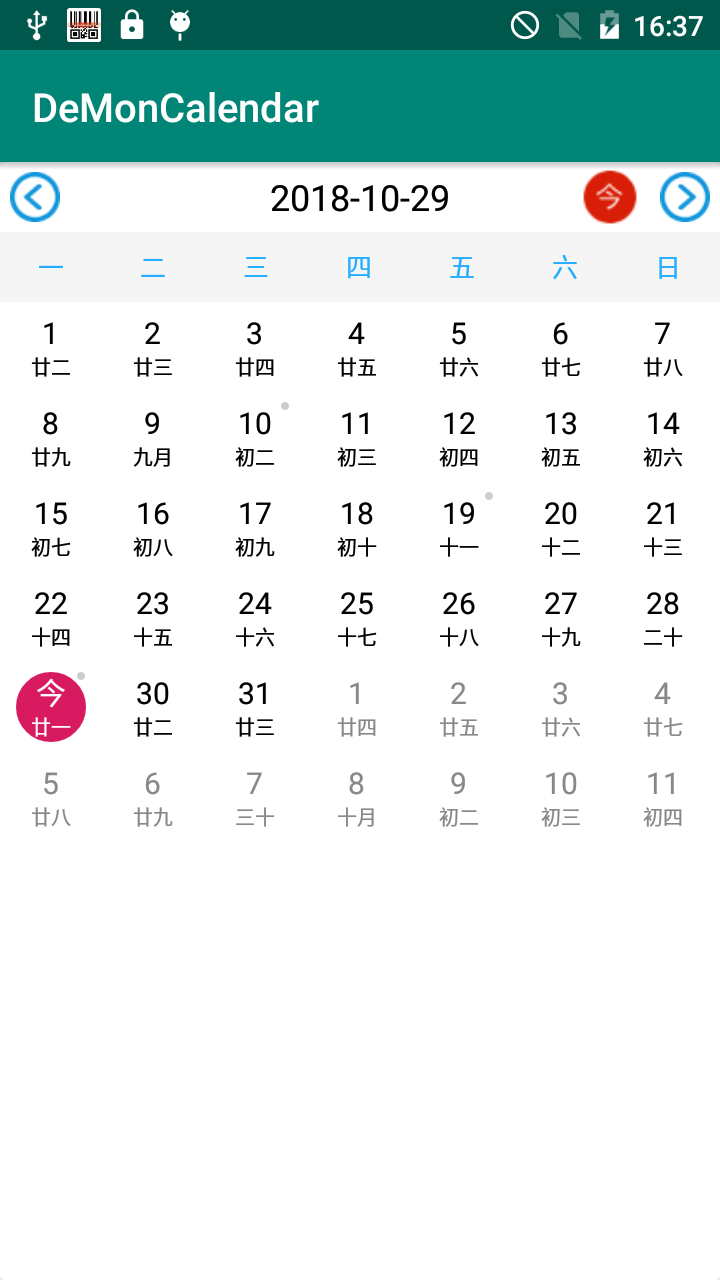 16:37
DeMonCalendar
2018-10-29 今
一 二 三 四 五 六 日
1 2 3 4 5 6 7
廿二 廿三 廿四 廿五 廿六 廿七 廿八
8 9 10 11 12 13 14
廿九 九月 初二 初三 初四 初五 初六
15 16 17 18 19 20 21
初七 初八 初九 初十 十一 十二 十三
22 23 24 25 26 27 28
十四 十五 十六 十七 十八 十九 二十
今 30 31 1 2 3 4
廿一 廿二 廿三 廿四 廿五 廿六 廿七
5 6 7 8 9 10 11
廿八 廿九 三十 十月 初二 初三 初四